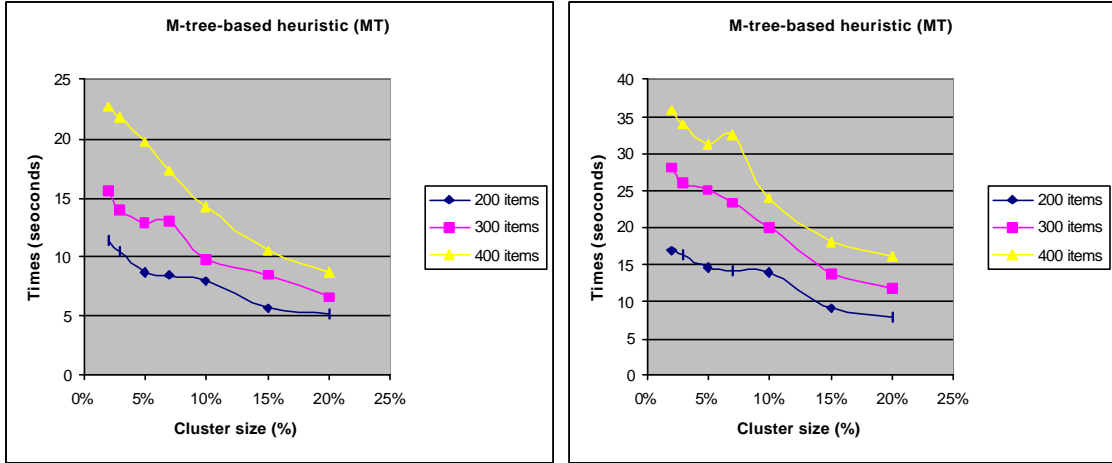 M-tree-based heuristic (MT)
25
20
15
10
5
0
0% 5% 10% 15% 20% 25%
Cluster size (%)
Times (seoconds)
200 items
300 items
400 items
M-tree-based heuristic (MT)
40
35
30
25
20
15
10
5
0
0% 5% 10% 15% 20% 25%
Cluster size (%)
Times (seoconds)
200 items
300 items
400 items